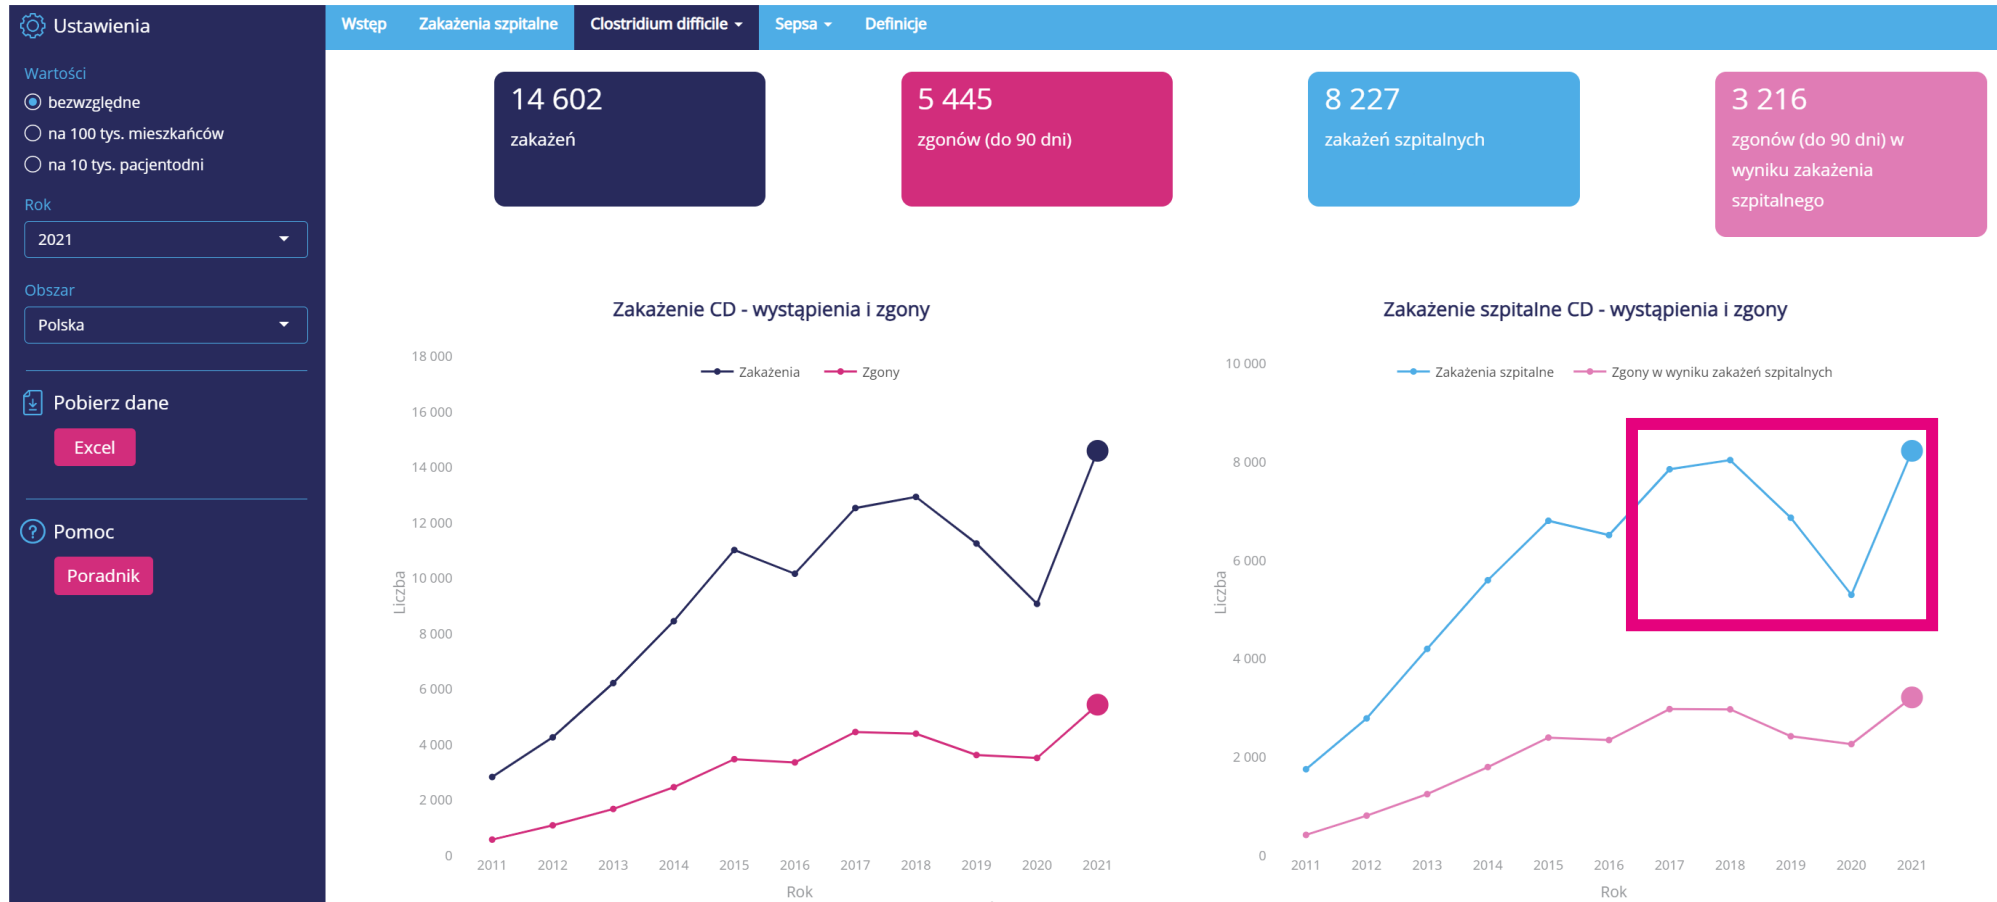 Ustawienia
Wartości
bezwzględne
na 100 tys. mieszkańców
na 10 tys. pacjentodni
Rok
2021
Obszar
Polska
Pobierz dane
Excel
Pomoc
Poradnik
Wstęp Zakażenia szpitalne Clostridium difficile Sepsa Definicje
14 602
zakażeń
5 445
zgonów (do 90 dni)
8 227
zakażeń szpitalnych
3 216
zgonów (do 90 dni) w
wyniku zakażenia
szpitalnego
Zakażenie CD - wystąpienia i zgony
Zakażenia Zgony
18 000
16 000
14 000
12 000
10 000
8 000
6 000
4 000
2 000
0
Liczba
2011 2012 2013 2014 2015 2016 2017 2018 2019 2020 2021
Rok
Zakażenie szpitalne CD - wystąpienia i zgony
Zakażenia szpitalne Zgony w wyniku zakażeń szpitalnych
10 000
8 000
6 000
4 000
2 000
0
Liczba
2011 2012 2013 2014 2015 2016 2017 2018 2019 2020 2021
Rok